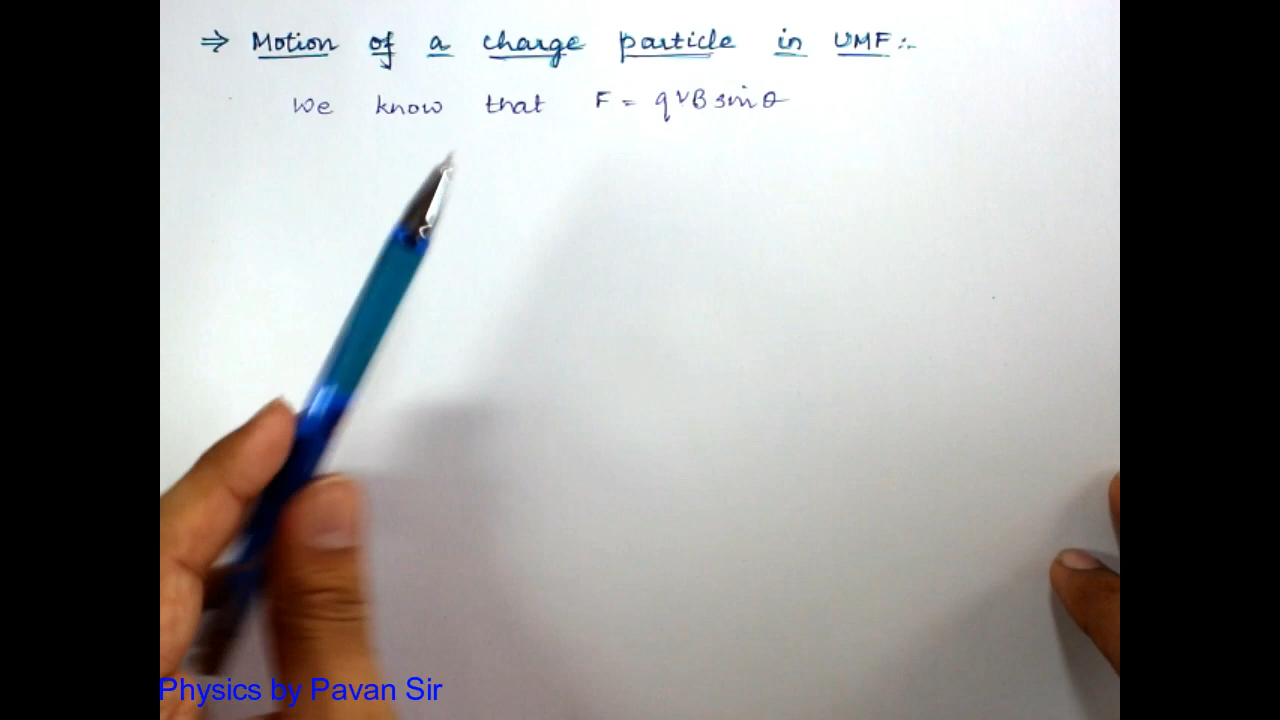 ⇒ Motion of a charge particle in UMF :-
We know that F = qVB sinθ
Physics by Pavan Sir